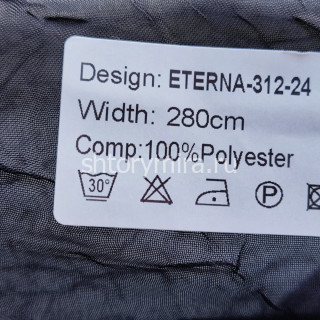 Design: ETERNA-312-24
Width: 280cm
Comp:100%Polyester
shtorymira.ru
30° P